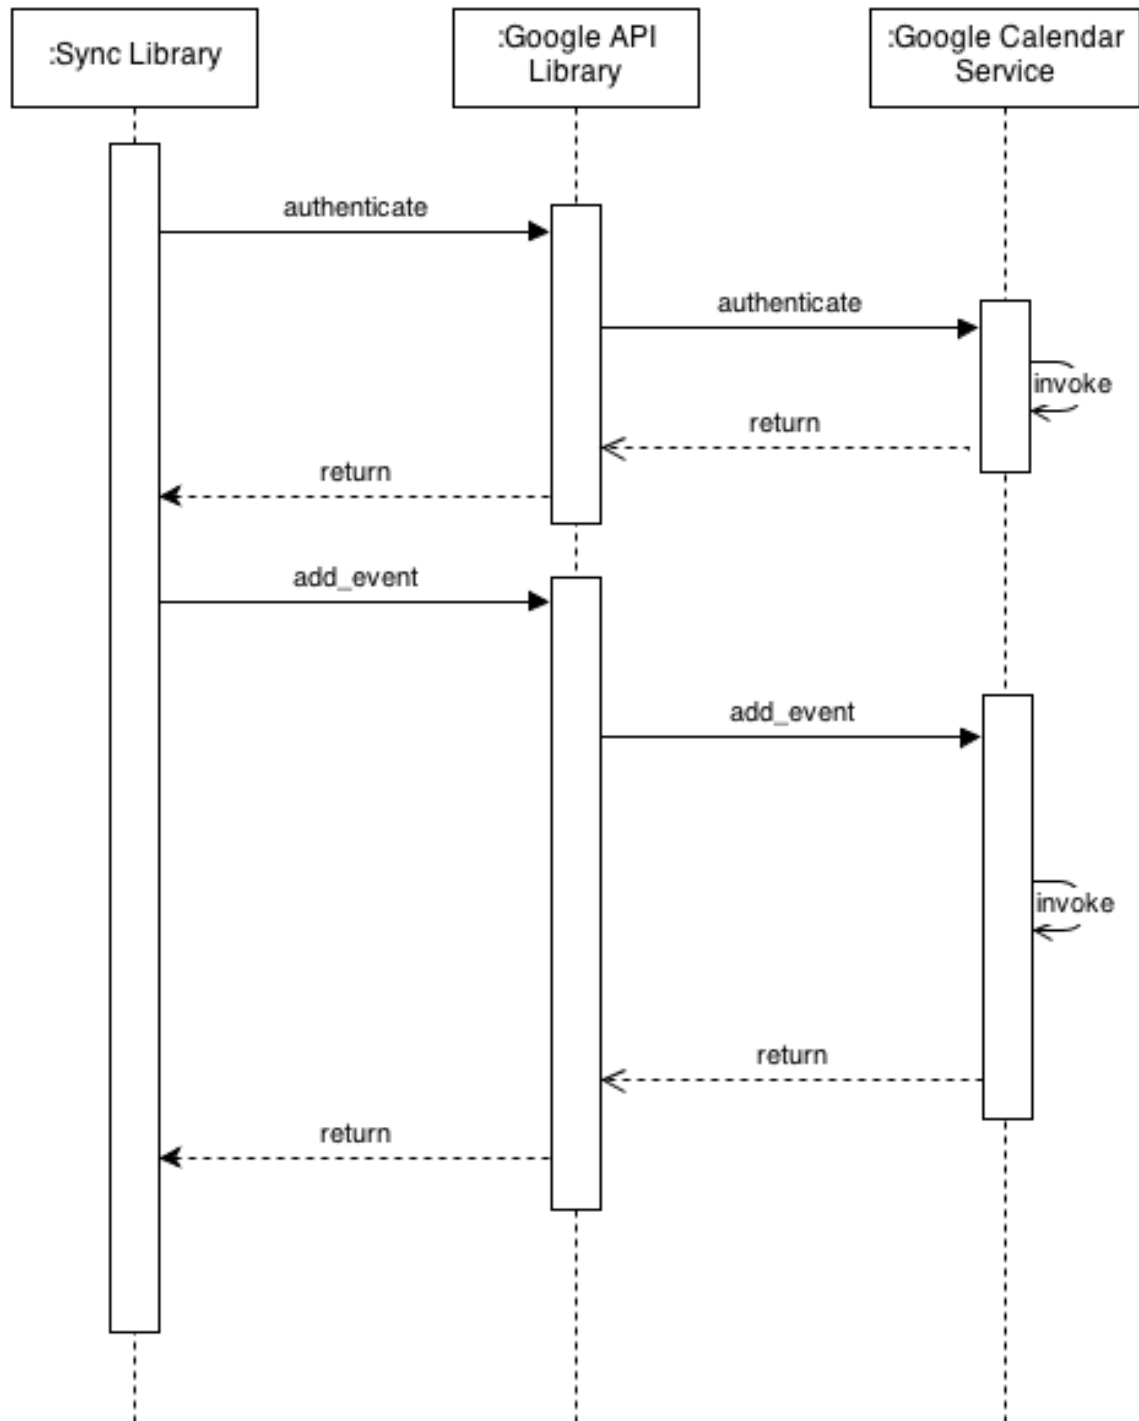 :Sync Library
:Google API
Library
:Google Calendar
Service
authenticate
authenticate
invoke
return
return
add_event
add_event
invoke
return
return